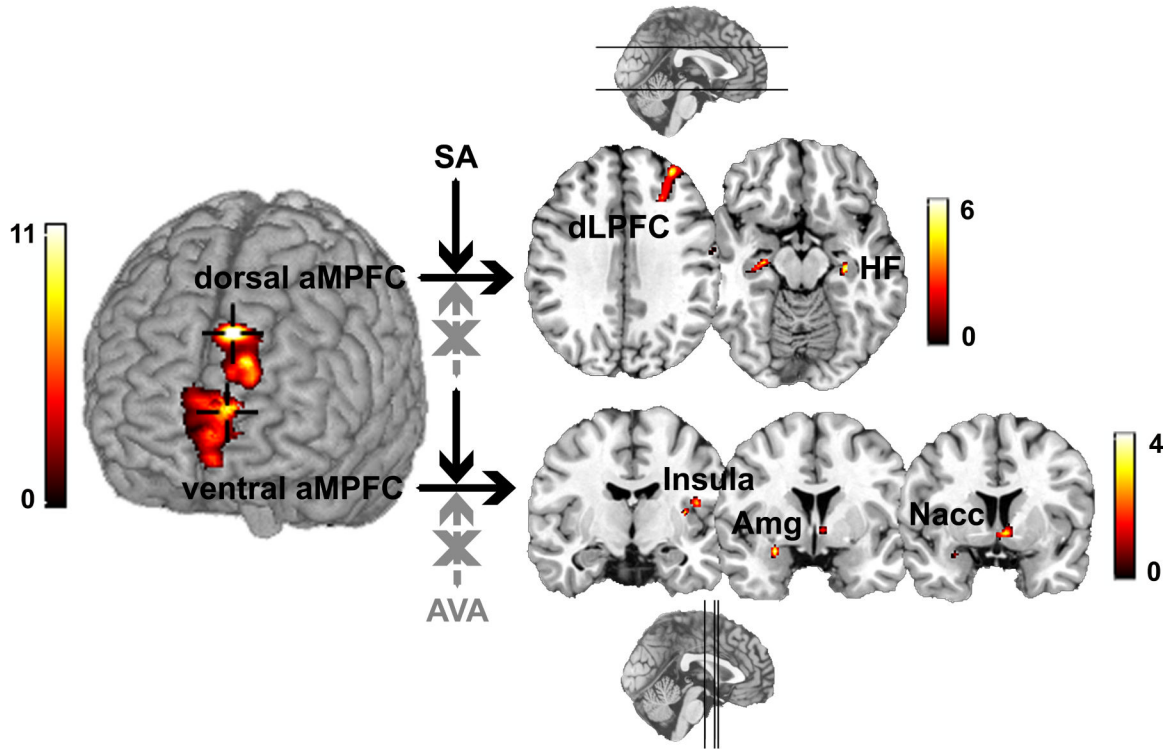 SA
11
dorsal aMPFC
0
ventral aMPFC
AVA
dLPFC
HF
6
0
Insula
Amg
Nacc
4
0